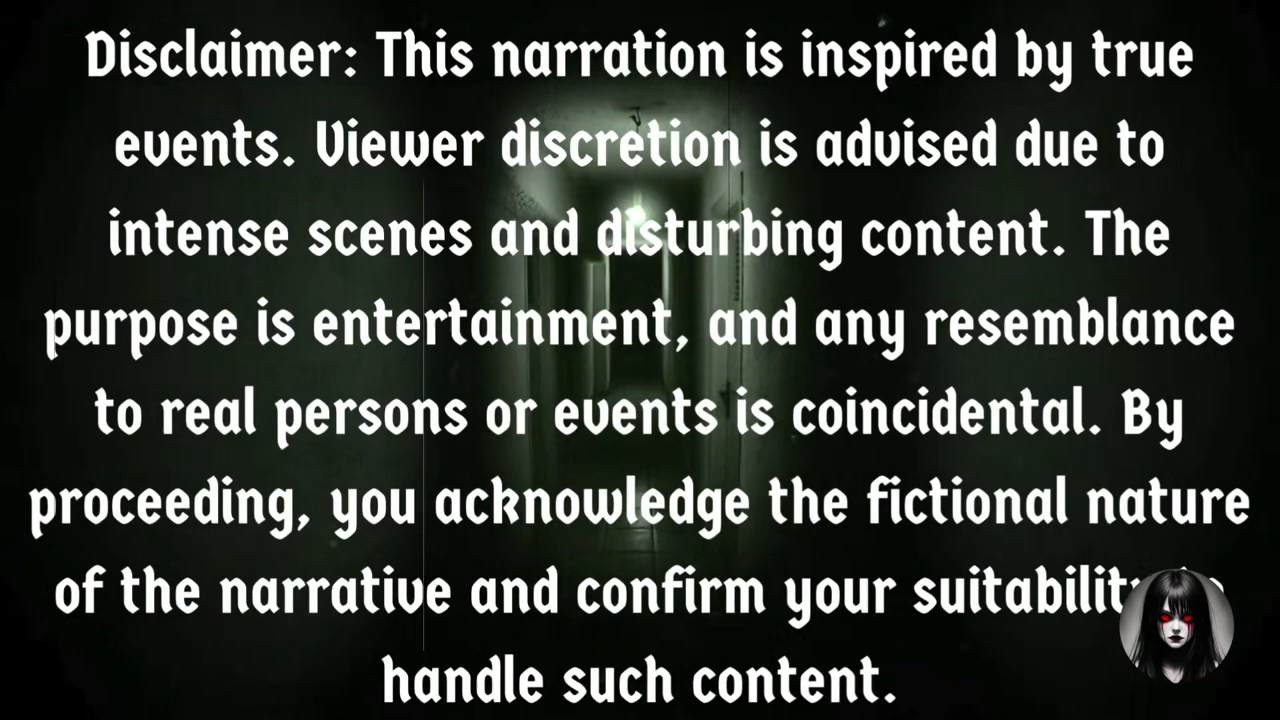 Disclaimer: This narration is inspired by true
events. Viewer discretion is advised due to
intense scenes and disturbing content. The
purpose is entertainment, and any resemblance
to real persons or events is coincidental. By
proceeding, you acknowledge the fictional nature
of the narrative and confirm your
handle such content.